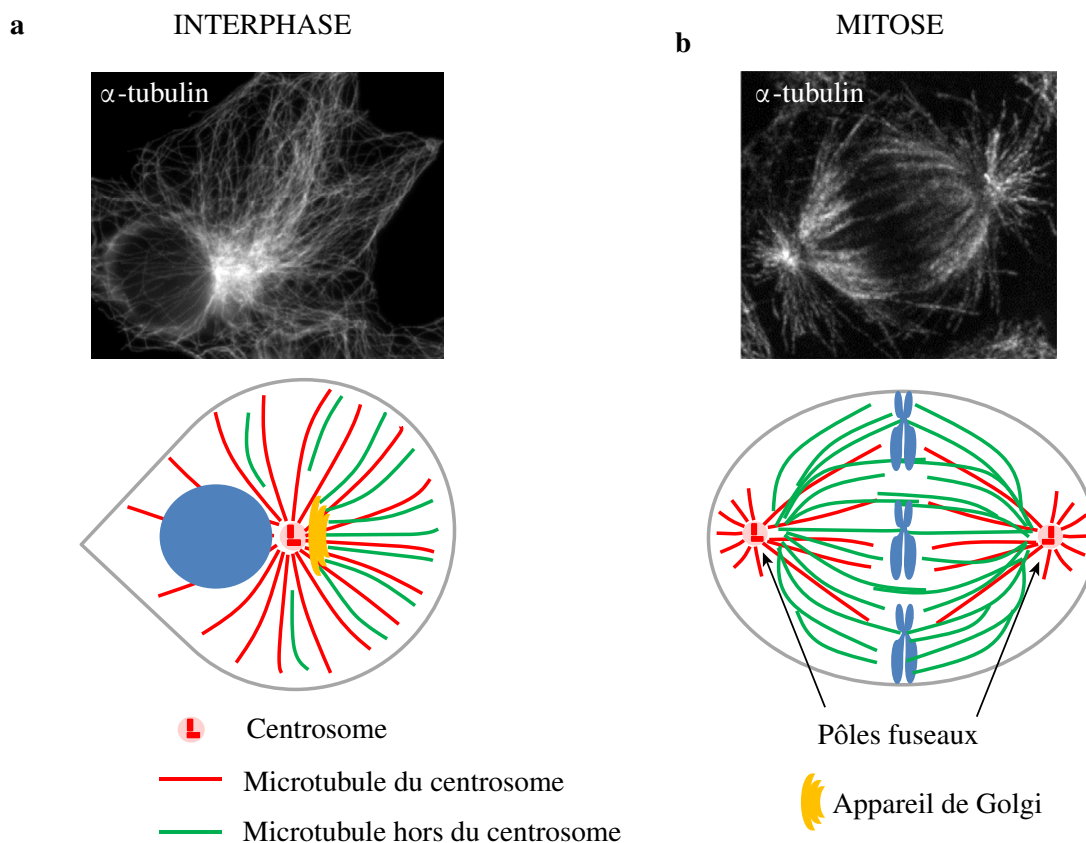 a
INTERPHASE
b
MITOSE
α-tubulin
α-tubulin
Pôles fuseaux
Centrosome
Microtubule du centrosome
Microtubule hors du centrosome
Appareil de Golgi